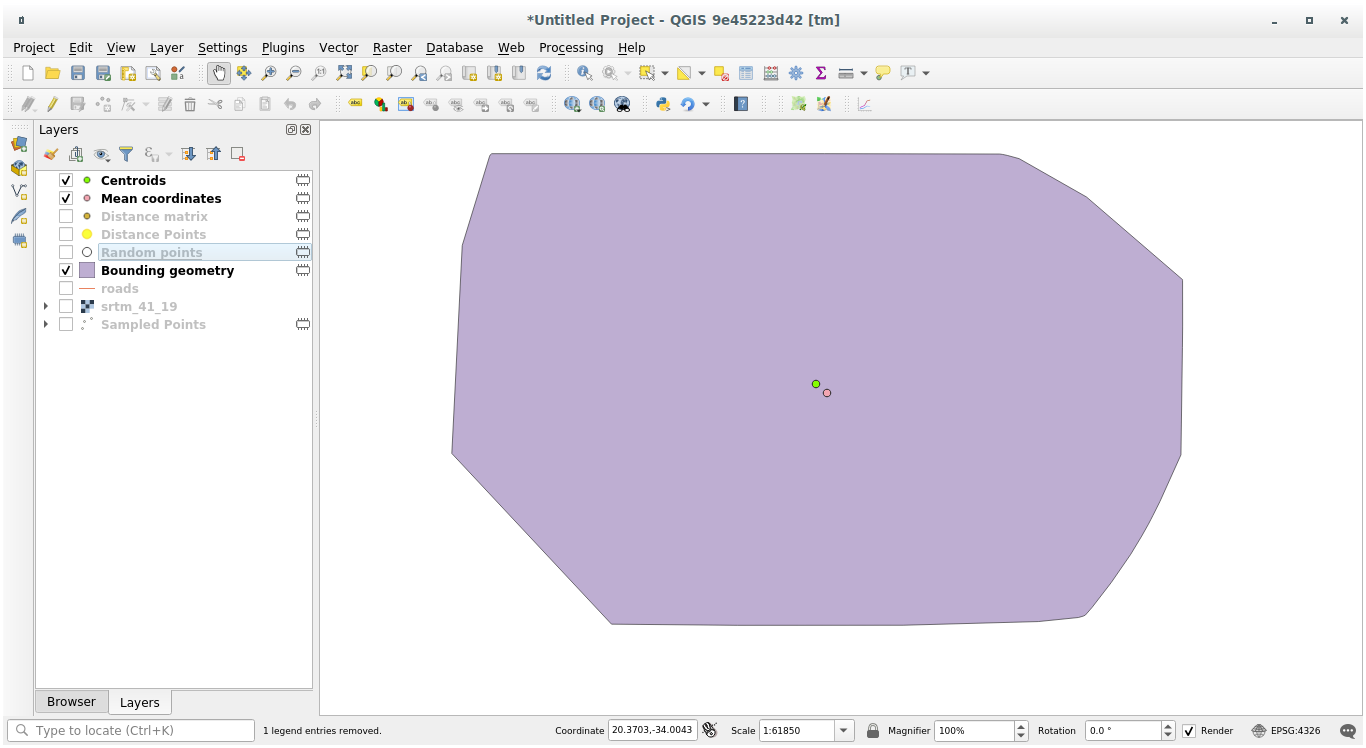 *Untitled Project - QGIS 9e45223d42 [tm]
Project Edit View Layer Settings Plugins Vector Raster Database Web Processing Help
Layers
Centroids
Mean coordinates
Distance matrix
Distance Points
Random points
Bounding geometry
roads
srtm_41_19
Sampled Points
Browser Layers
Type to locate (Ctrl+K) 1 legend entries removed. Coordinate 20.3703,-34.0043 Scale 1:61850 Magnifier 100% Rotation 0.0 ° Render EPSG:4326